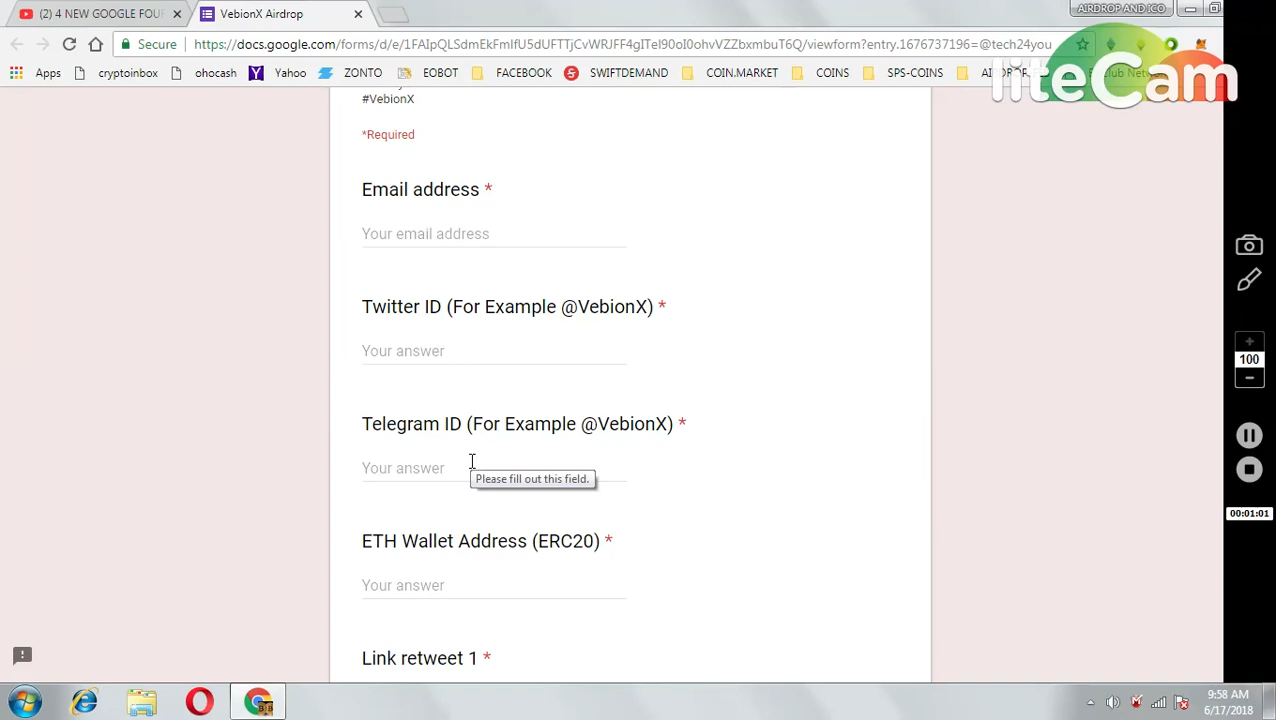 (2) 4 NEW GOOGLE FOUR
VebionX Airdrop
AIRDROP AND ICO
Secure
https://docs.google.com/forms/d/e/1FAIpQLSdmEkFmIfU5dUFTTjCvWRJFF4gITeI90oI0ohvVZZbxmbuT6Q/viewform?entry.1676737196=@tech24you
Apps
cryptoinbox
ohocash
Yahoo
ZONTO
EOBOT
FACEBOOK
SWIFTDEMAND
COIN.MARKET
COINS
SPS-COINS
liteCam
#VebionX
*Required
Email address *
Your email address
Twitter ID (For Example @VebionX) *
Your answer
Telegram ID (For Example @VebionX) *
Your answer
Please fill out this field.
ETH Wallet Address (ERC20) *
Your answer
Link retweet 1 *
100
00:01:01
9:58 AM
6/17/2018